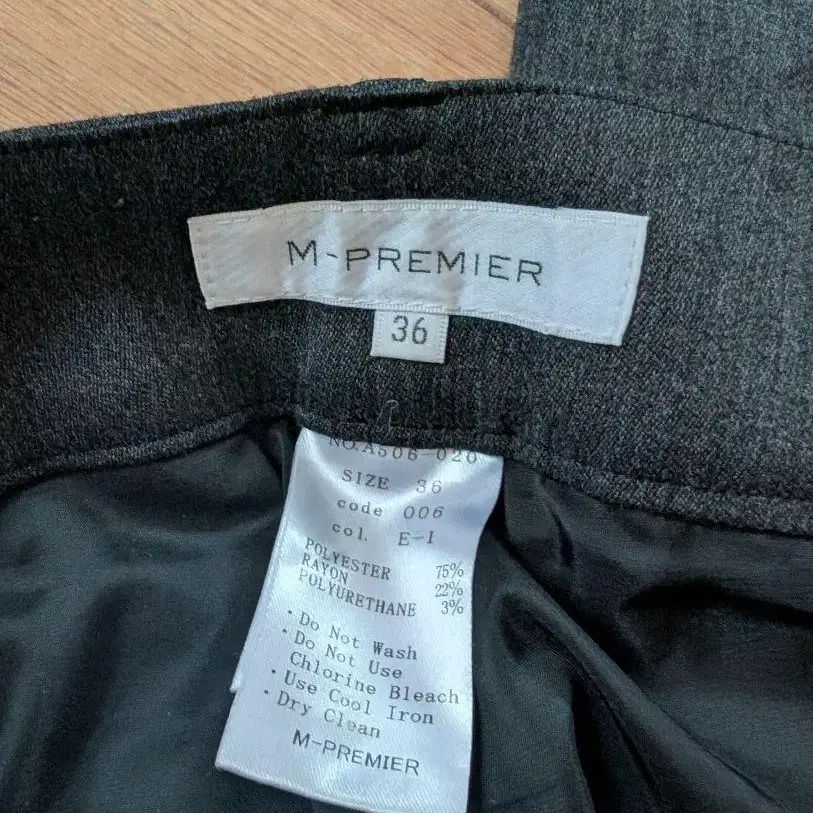 M-PREMIER
36
NO.A506-020
SIZE 36
code 006
col. E-I
POLYESTER 75%
RAYON 22%
POLYURETHANE 3%
・Do Not Wash
・Do Not Use
Chlorine Bleach
・Use Cool Iron
・Dry Clean
M-PREMIER